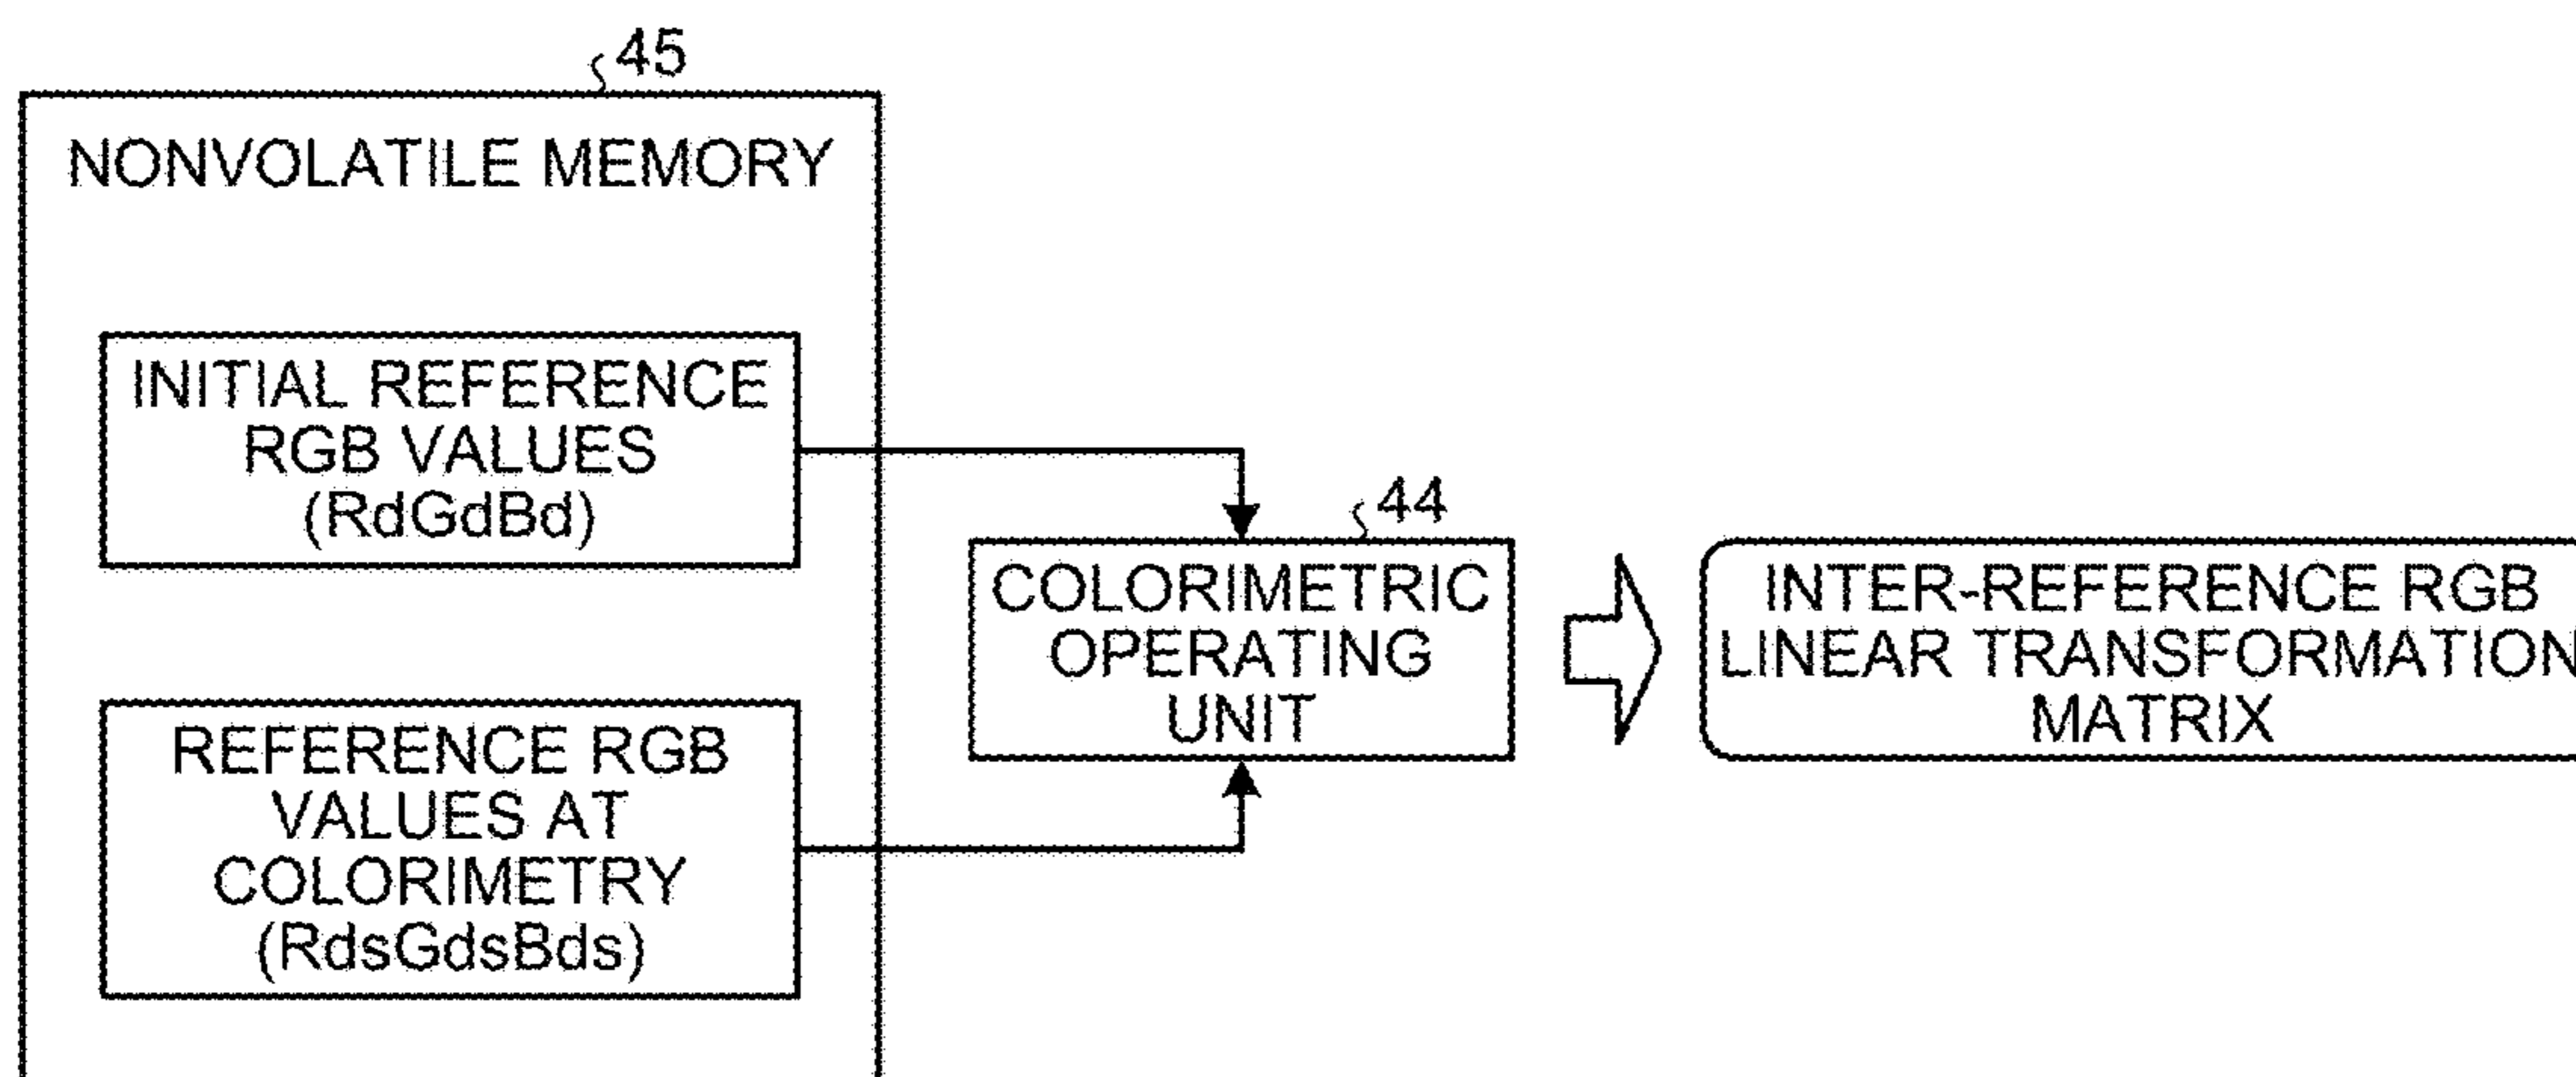 45
NONVOLATILE MEMORY
INITIAL REFERENCE
RGB VALUES
(RdGdBd)
REFERENCE RGB
VALUES AT
COLORIMETRY
(RdsGdsBds)
44
COLORIMETRIC
OPERATING
UNIT
INTER-REFERENCE RGB
LINEAR TRANSFORMATION
MATRIX